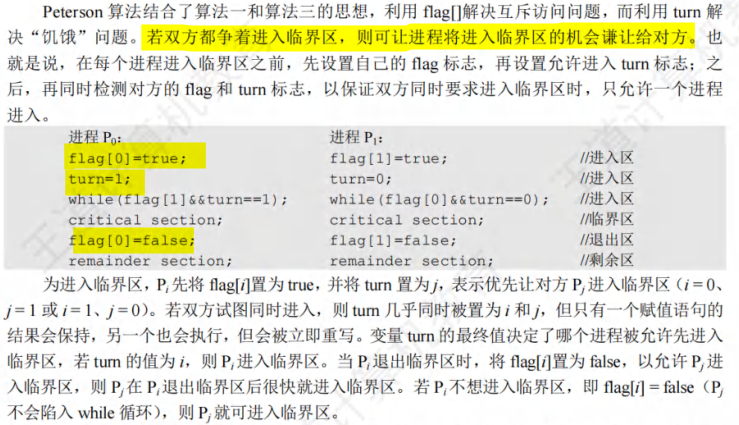 Peterson 算法结合了算法一和算法三的思想，利用 flag[]解决互斥访问问题，而利用 turn 解
决“饥饿”问题。若双方都争着进入临界区，则可让进程将进入临界区的机会谦让给对方。也
就是说，在每个进程进入临界区之前，先设置自己的 flag 标志，再设置允许进入 turn 标志；之
后，再同时检测对方的 flag 和 turn 标志，以保证双方同时要求进入临界区时，只允许一个进程
进入。
进程 P0： 进程 P1：
flag[0]=true; flag[1]=true; //进入区
turn=1; turn=0; //进入区
while(flag[1]&&turn==1); while(flag[0]&&turn==0); //进入区
critical section; critical section; //临界区
flag[0]=false; flag[1]=false; //退出区
remainder section; remainder section; //剩余区
为进入临界区，Pi 先将 flag[i]置为 true，并将 turn 置为 j，表示优先让对方 Pj 进入临界区（i = 0、
j = 1 或 i = 1、j = 0）。若双方试图同时进入，则 turn 几乎同时被置为 i 和 j，但只有一个赋值语句的
结果会保持，另一个也会执行，但会被立即重写。变量 turn 的最终值决定了哪个进程被允许先进入
临界区，若 turn 的值为 i，则 Pi 进入临界区。当 Pi 退出临界区时，将 flag[i]置为 false，以允许 Pj 进
入临界区，则 Pj 在 Pi 退出临界区后很快就进入临界区。若 Pi 不想进入临界区，即 flag[i] = false（Pj
不会陷入 while 循环），则 Pj 就可进入临界区。